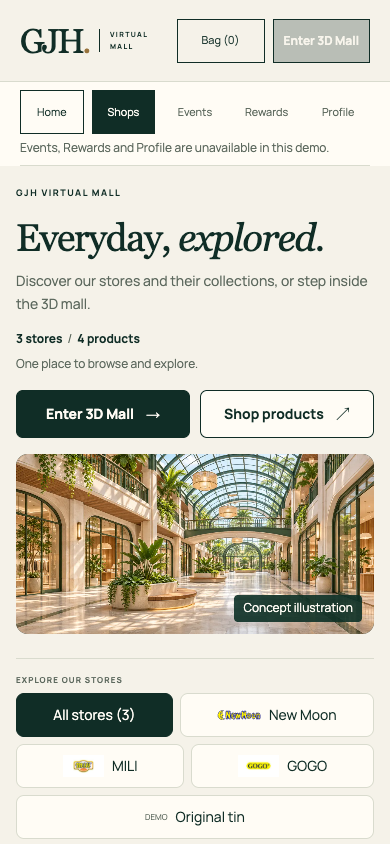 GJH.
VIRTUAL
MALL
Bag (0)
Enter 3D Mall
Home
Shops
Events
Rewards
Profile
Events, Rewards and Profile are unavailable in this demo.
GJH VIRTUAL MALL
Everyday, explored.
Discover our stores and their collections, or step inside
the 3D mall.
3 stores / 4 products
One place to browse and explore.
Enter 3D Mall →
Shop products ↗
Concept illustration
EXPLORE OUR STORES
All stores (3)
NewMoon New Moon
MILI
GOGO GOGO
DEMO Original tin